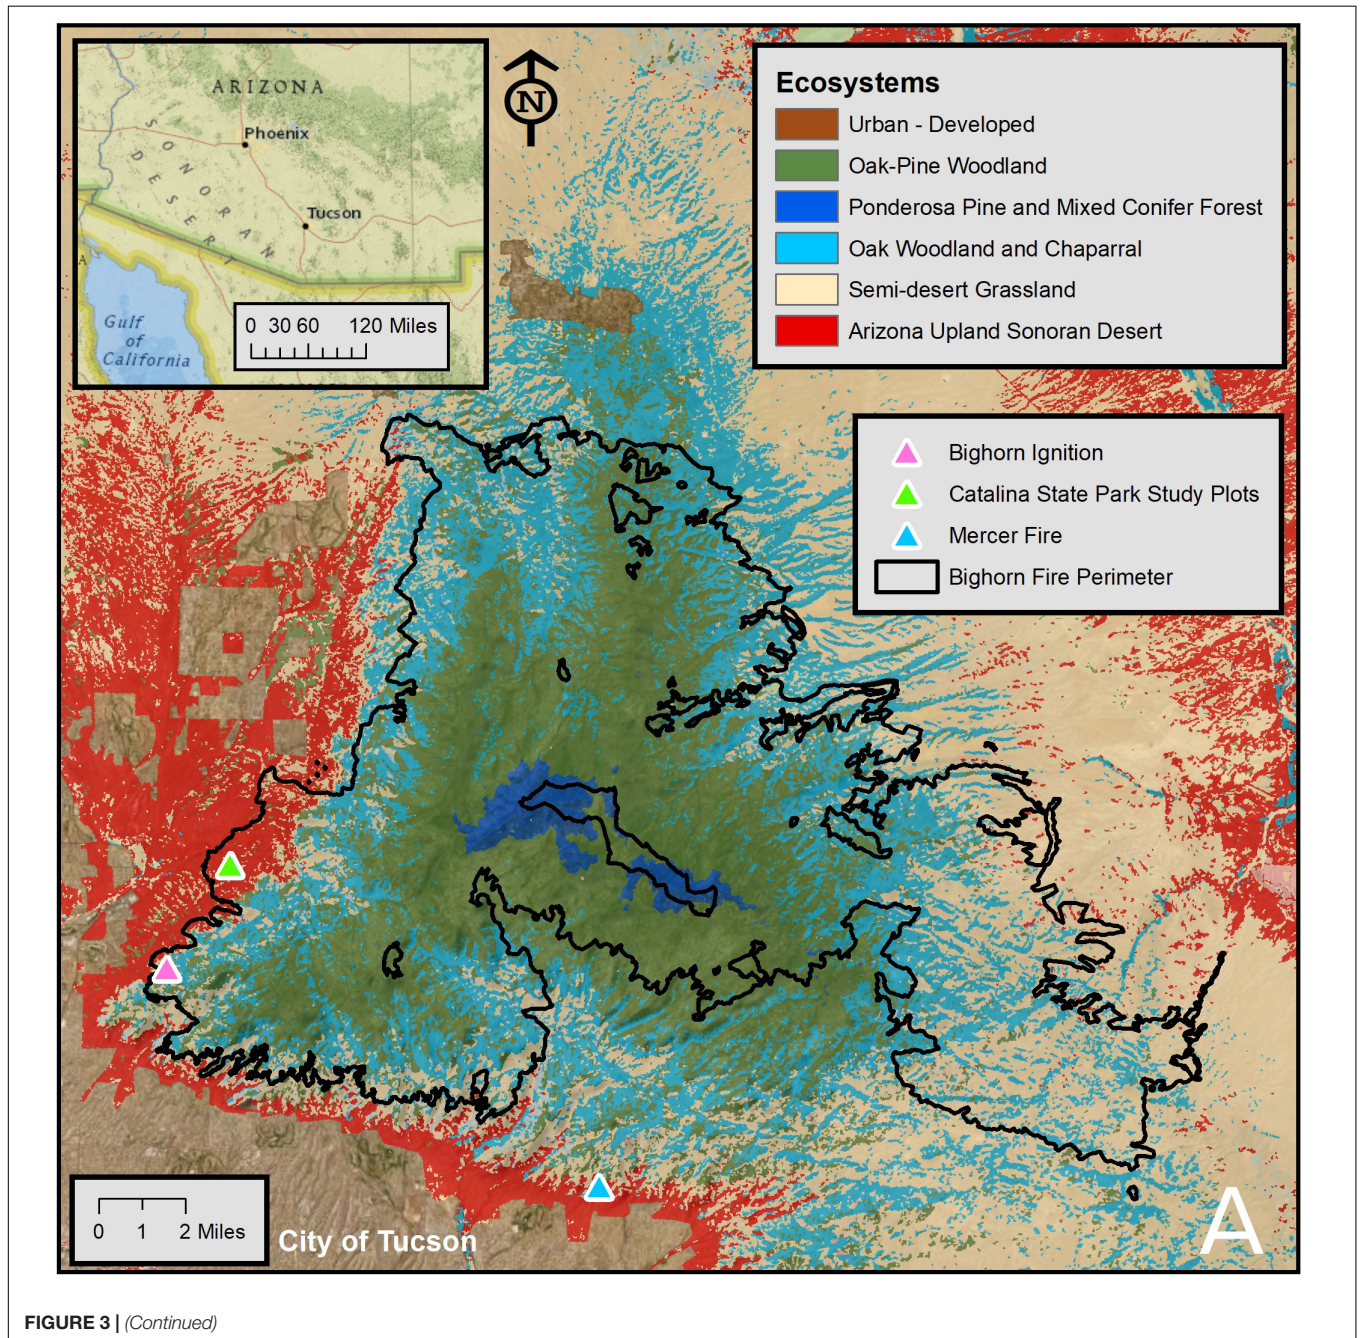 ARIZONA
Phoenix
SONORAN
DESERT
Tucson
A
Gulf
of
California
0 30 60 120 Miles
N
Ecosystems
Urban - Developed
Oak-Pine Woodland
Ponderosa Pine and Mixed Conifer Forest
Oak Woodland and Chaparral
Semi-desert Grassland
Arizona Upland Sonoran Desert
Bighorn Ignition
Catalina State Park Study Plots
Mercer Fire
Bighorn Fire Perimeter
0 1 2 Miles
City of Tucson
A
FIGURE 3 | (Continued)